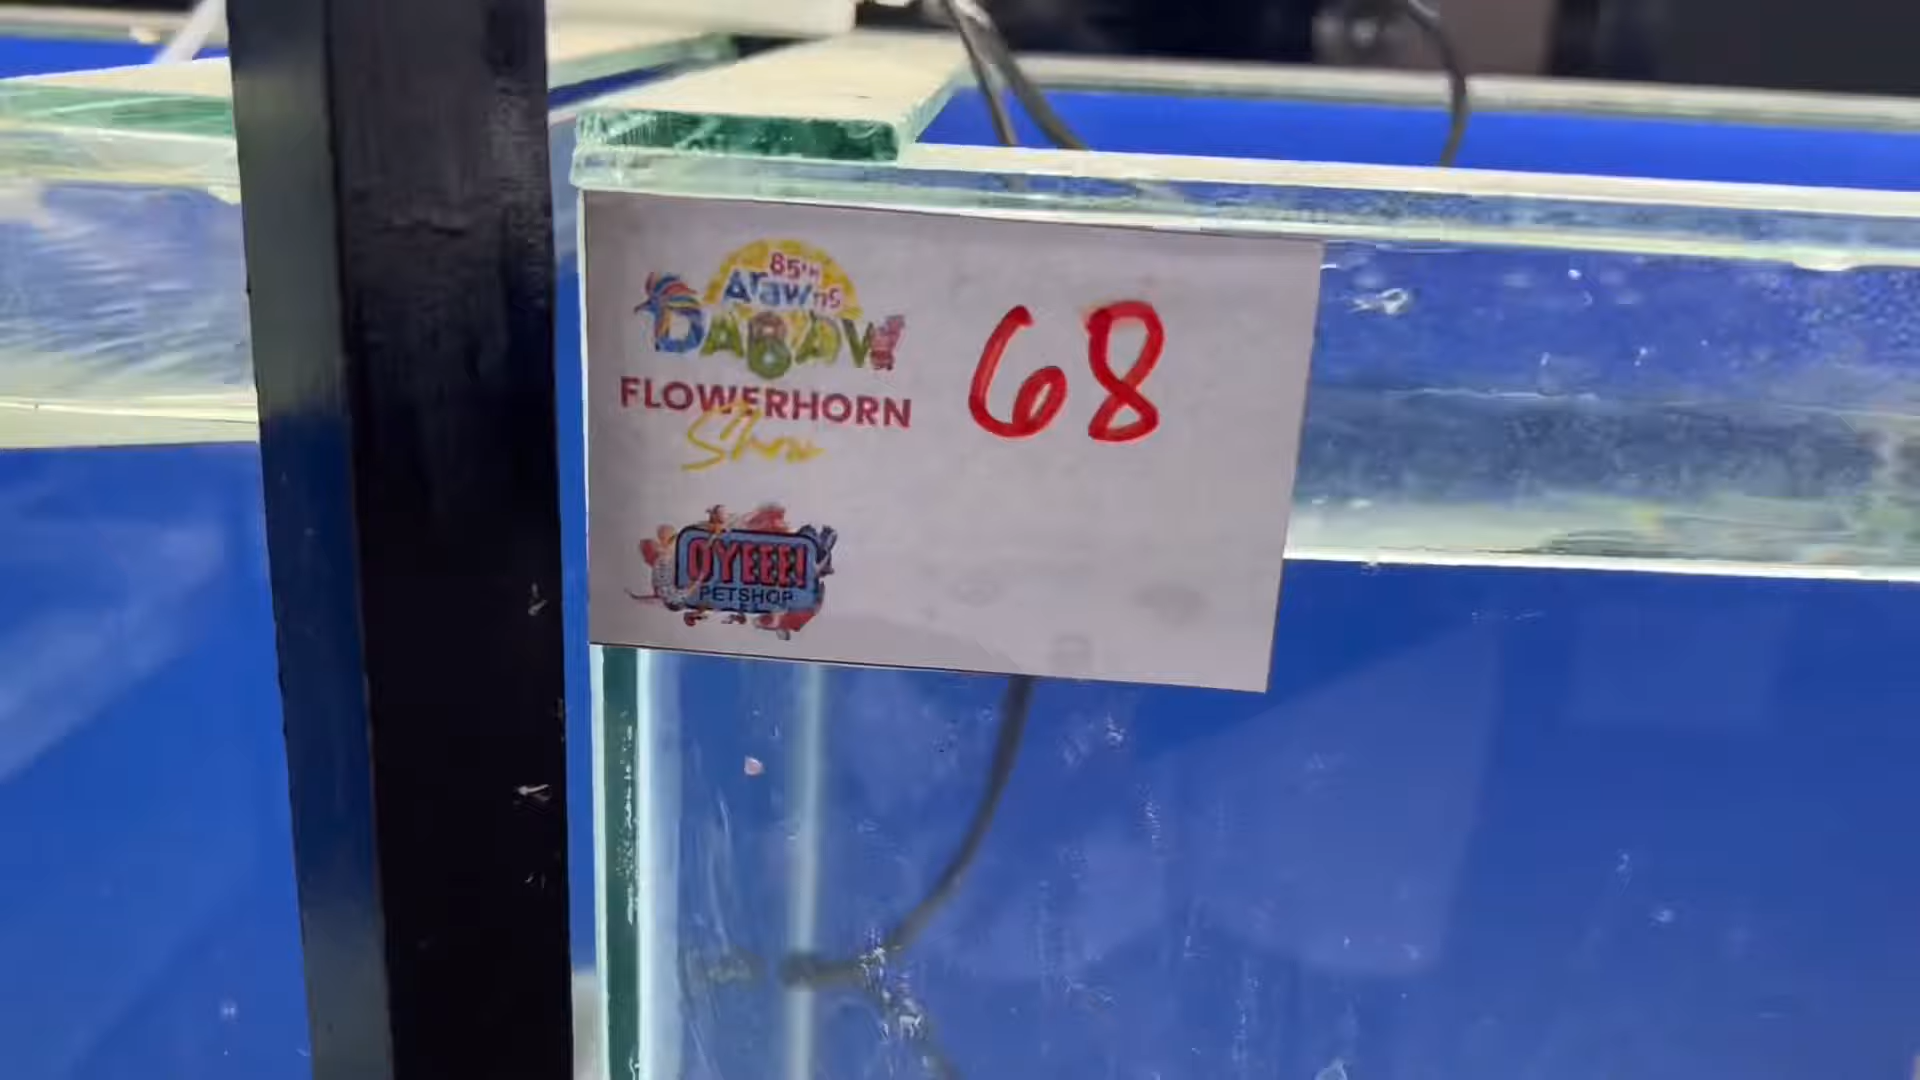 85TH
Araw ng
DABAW
FLOWERHORN
Show
68
OYEEE!
PETSHOP